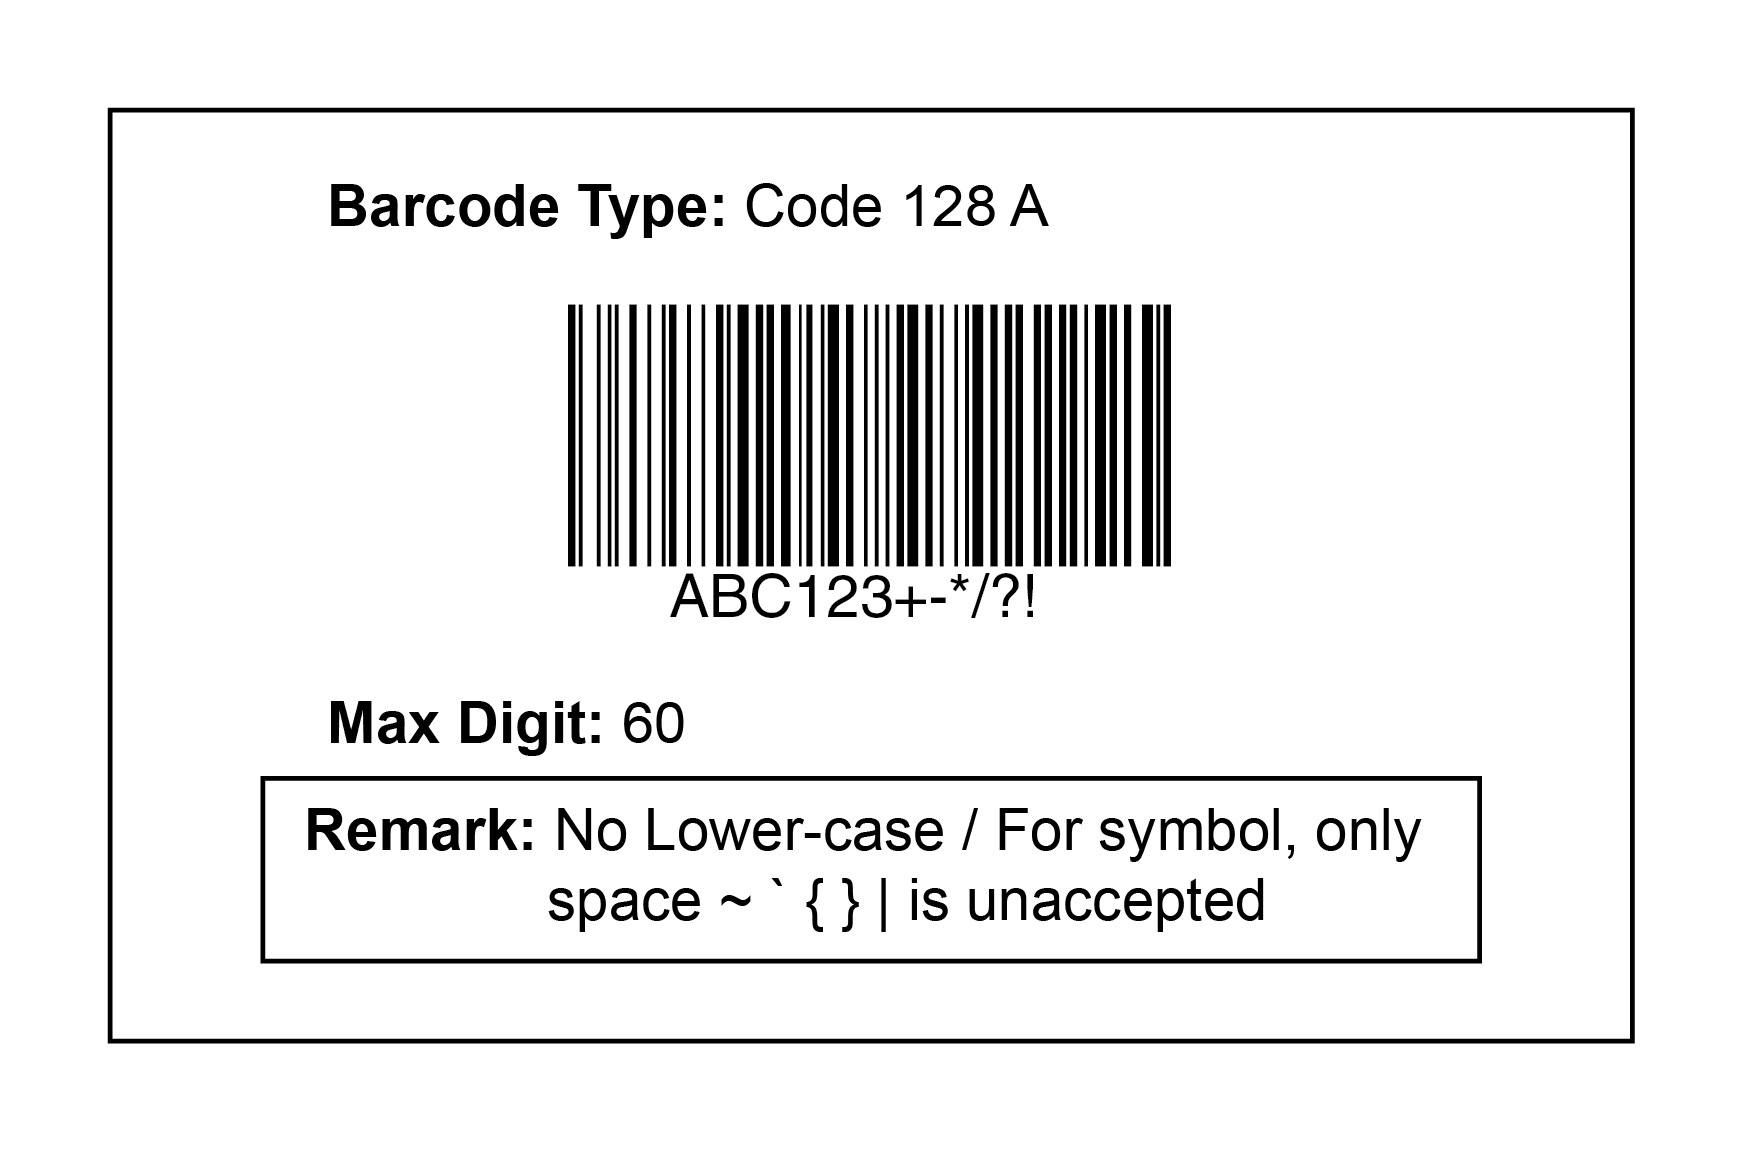 Barcode Type: Code 128 A
ABC123+-*/?!
Max Digit: 60
Remark: No Lower-case / For symbol, only
space ~ ` { } | is unaccepted